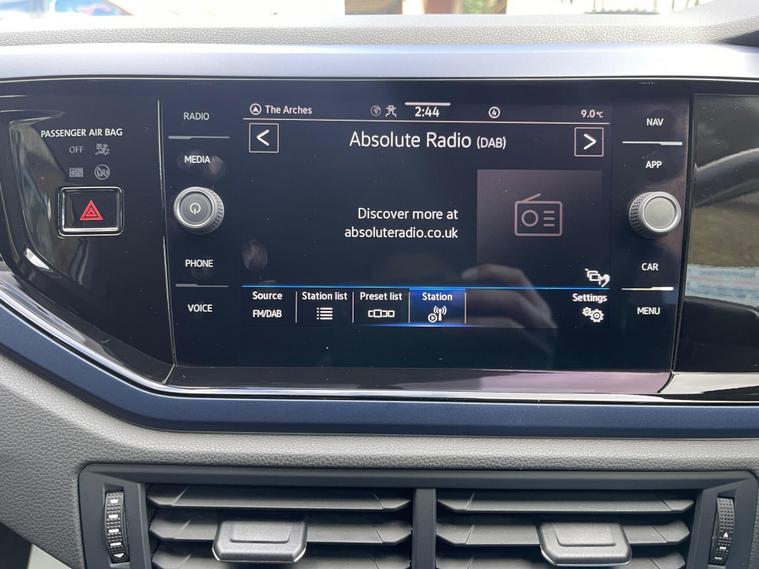 PASSENGER AIR BAG
OFF
RADIO
MEDIA
PHONE
VOICE
The Arches
2:44
4
9.0°C
Absolute Radio (DAB)
Discover more at
absoluteradio.co.uk
Source
FM/DAB
Station list
Preset list
Station
Settings
NAV
APP
CAR
MENU